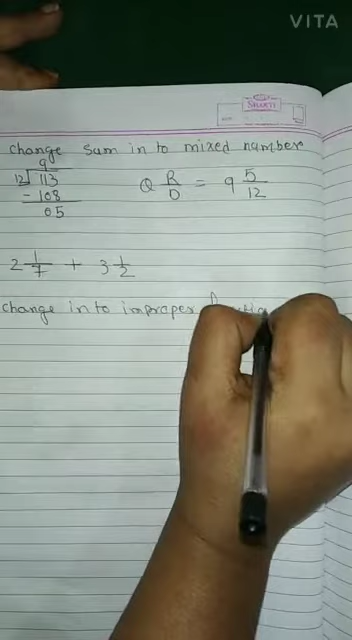 VITA
change sum in to mixed number
9
12 113
= 108
05
Q R/D = 9 5/12
2 1/7 + 3 1/2
change in to improper